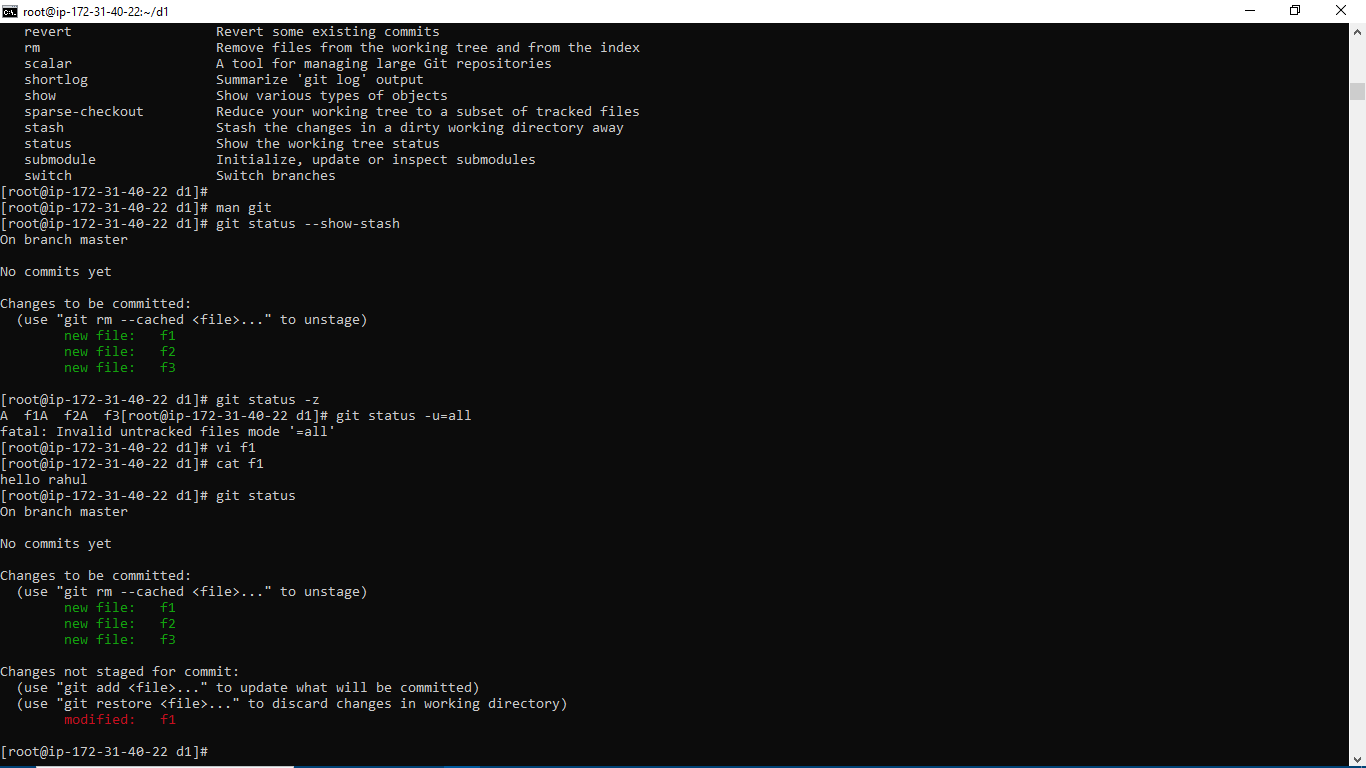 root@ip-172-31-40-22:~/d1
revert                  Revert some existing commits
rm                      Remove files from the working tree and from the index
scalar                  A tool for managing large Git repositories
shortlog                Summarize 'git log' output
show                    Show various types of objects
sparse-checkout         Reduce your working tree to a subset of tracked files
stash                   Stash the changes in a dirty working directory away
status                  Show the working tree status
submodule               Initialize, update or inspect submodules
switch                  Switch branches
[root@ip-172-31-40-22 d1]#
[root@ip-172-31-40-22 d1]# man git
[root@ip-172-31-40-22 d1]# git status --show-stash
On branch master
No commits yet
Changes to be committed:
  (use "git rm --cached <file>..." to unstage)
        new file:   f1
        new file:   f2
        new file:   f3
[root@ip-172-31-40-22 d1]# git status -z
A  f1A  f2A  f3[root@ip-172-31-40-22 d1]# git status -u=all
fatal: Invalid untracked files mode '=all'
[root@ip-172-31-40-22 d1]# vi f1
[root@ip-172-31-40-22 d1]# cat f1
hello rahul
[root@ip-172-31-40-22 d1]# git status
On branch master
No commits yet
Changes to be committed:
  (use "git rm --cached <file>..." to unstage)
        new file:   f1
        new file:   f2
        new file:   f3
Changes not staged for commit:
  (use "git add <file>..." to update what will be committed)
  (use "git restore <file>..." to discard changes in working directory)
        modified:   f1
[root@ip-172-31-40-22 d1]#